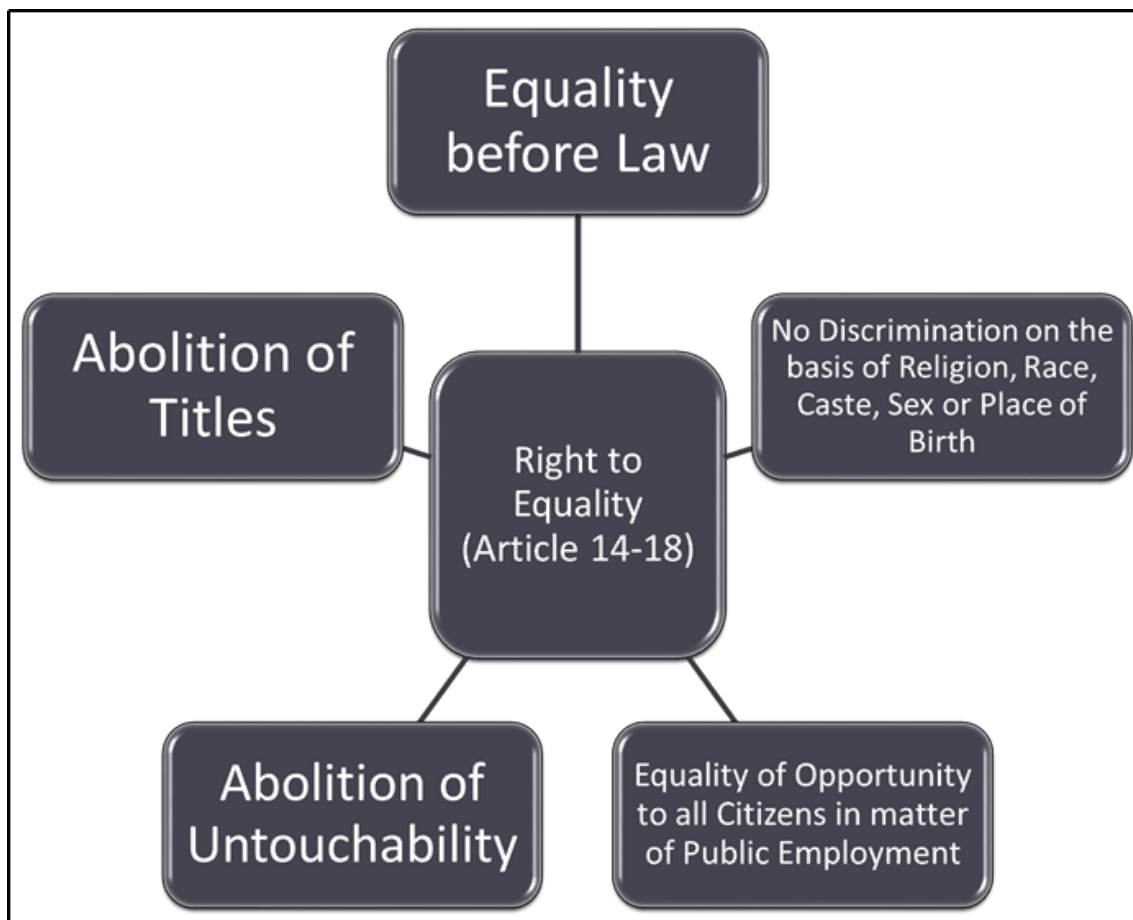 Equality
before Law
Abolition of
Titles
No Discrimination on the
basis of Religion, Race,
Caste, Sex or Place of
Birth
Right to
Equality
(Article 14-18)
Abolition of
Untouchability
Equality of Opportunity
to all Citizens in matter
of Public Employment